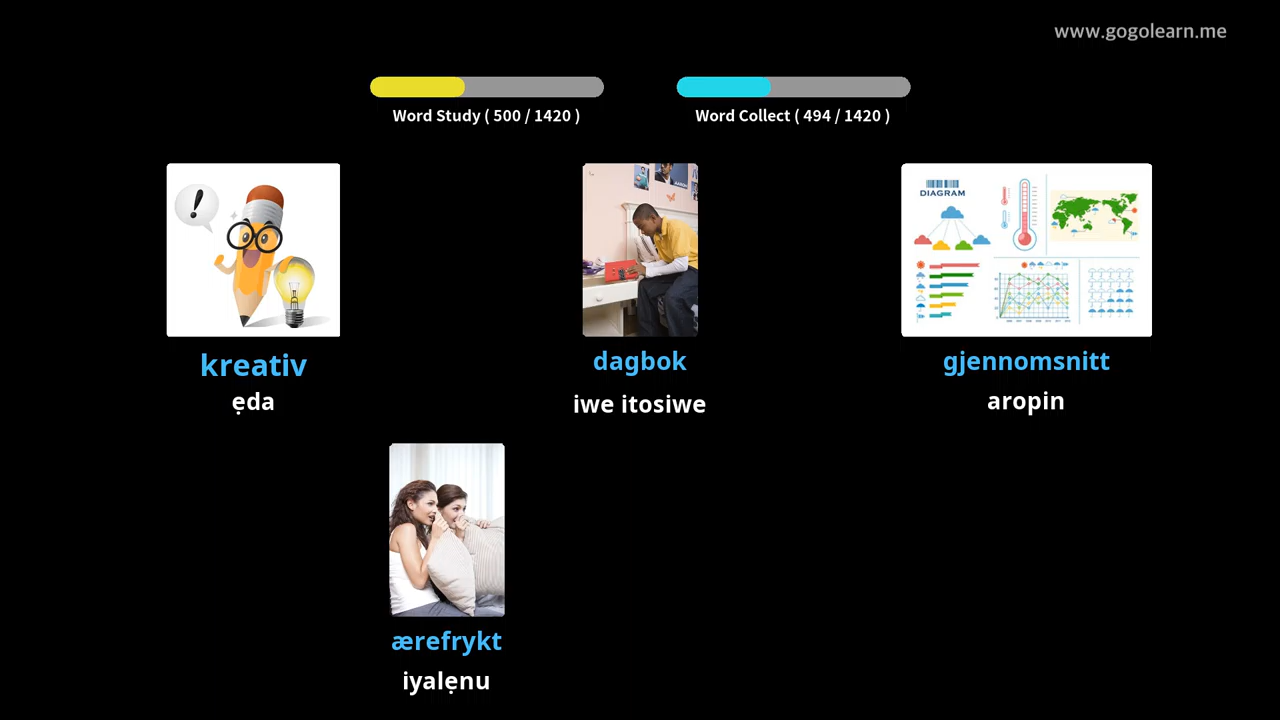 www.gogolearn.me
Word Study ( 500 / 1420 )
Word Collect ( 494 / 1420 )
!
DIAGRAM
kreativ
ẹda
dagbok
iwe itosiwe
gjennomsnitt
aropin
ærefrykt
iyalẹnu